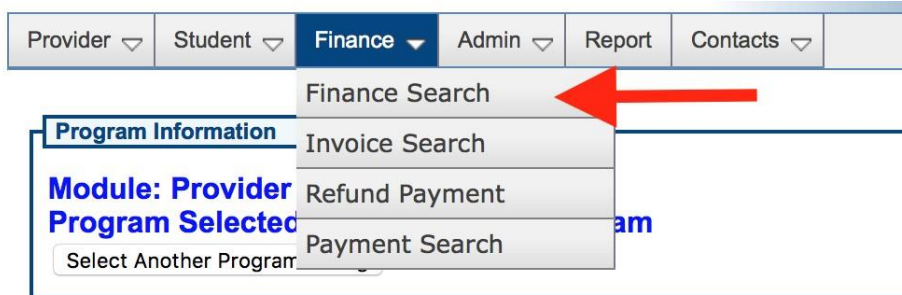 Provider Student Finance Admin Report Contacts
Finance Search
Program Information
Invoice Search
Module: Provider
Refund Payment
Program Selected
Payment Search
Select Another Program